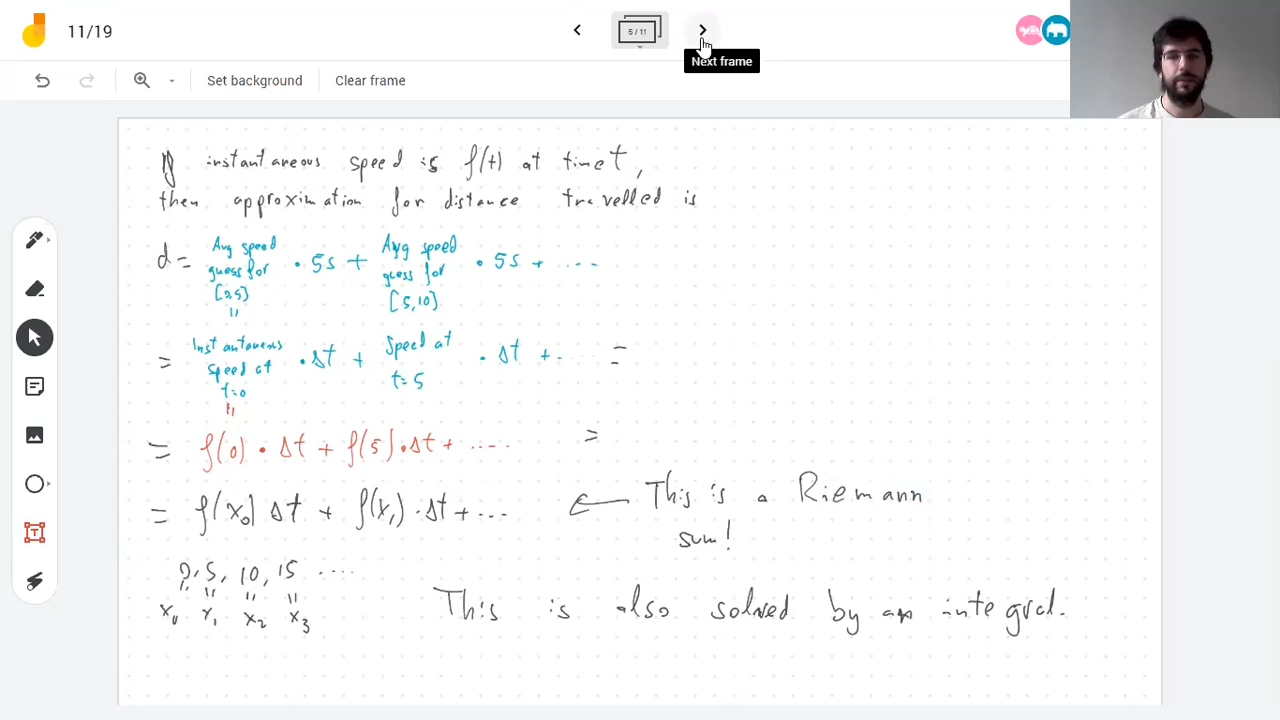 11/19
5 / 11
Next frame
Set background
Clear frame
If instantaneous speed is f(t) at time t,
then approximation for distance travelled is
d = Avg speed guess for [0,5] · 5s + Avg speed guess for [5,10] · 5s + ....
= Instantaneous speed at t=0 · Δt + Speed at t=5 · Δt + .... =
= f(0) · Δt + f(5) · Δt + .... =
= f(x₀) Δt + f(x₁) · Δt + ... ← This is a Riemann
sum!
0, 5, 10, 15 ....
x₀ x₁ x₂ x₃
This is also solved by an integral.